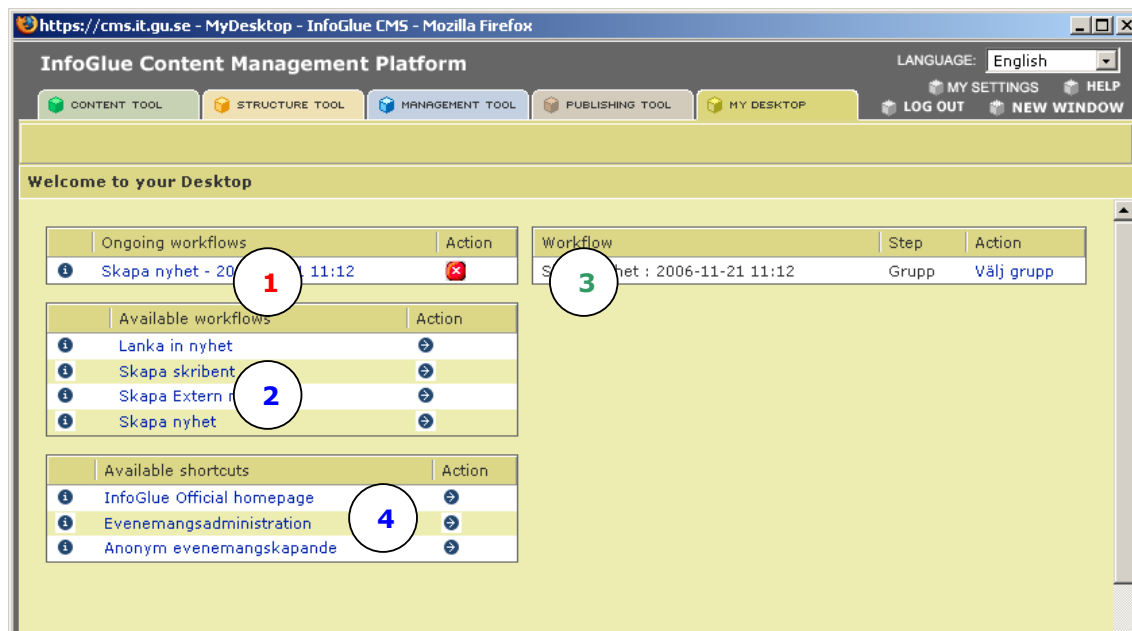 https://cms.it.gu.se - MyDesktop - InfoGlue CMS - Mozilla Firefox
InfoGlue Content Management Platform
LANGUAGE: English
MY SETTINGS HELP
LOG OUT NEW WINDOW
CONTENT TOOL STRUCTURE TOOL MANAGEMENT TOOL PUBLISHING TOOL MY DESKTOP
Welcome to your Desktop
Ongoing workflows Action
Skapa nyhet - 11:12
1
Available workflows Action
Lanka in nyhet
Skapa skribent
Skapa Extern
2
Skapa nyhet
Available shortcuts Action
InfoGlue Official homepage
Evenemangsadministration
4
Anonym evenemangskapande
Workflow Step Action
: 2006-11-21 11:12 Grupp Välj grupp
3